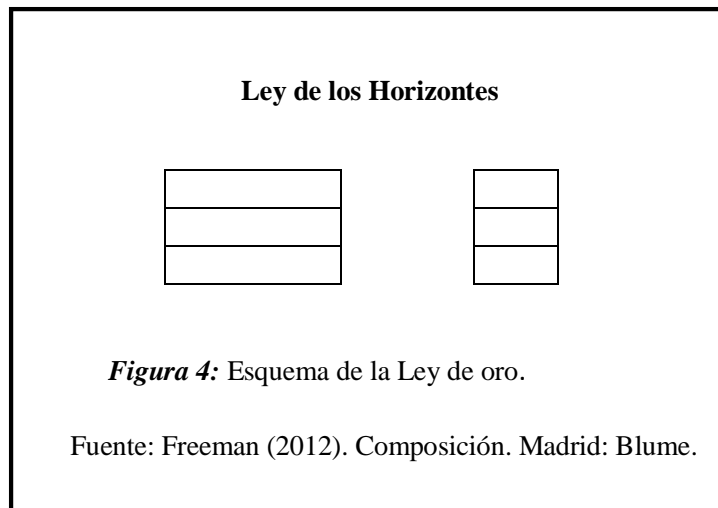 Ley de los Horizontes
Figura 4: Esquema de la Ley de oro.
Fuente: Freeman (2012). Composición. Madrid: Blume.